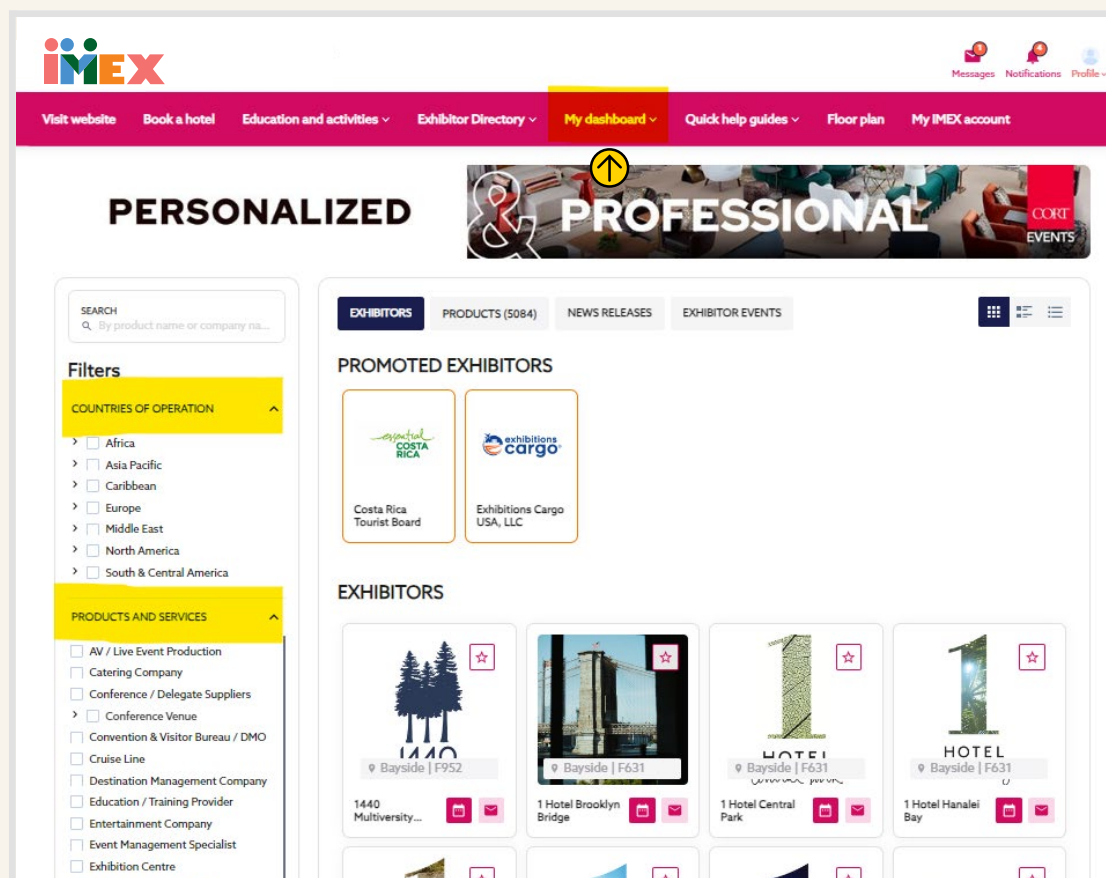 IMEX
1
4
Messages Notifications Profile
Visit website Book a hotel Education and activities Exhibitor Directory My dashboard Quick help guides Floor plan My IMEX account
PERSONALIZED & PROFESSIONAL
CORT
EVENTS
SEARCH
By product name or company na...
Filters
COUNTRIES OF OPERATION
Africa
Asia Pacific
Caribbean
Europe
Middle East
North America
South & Central America
PRODUCTS AND SERVICES
AV / Live Event Production
Catering Company
Conference / Delegate Suppliers
Conference Venue
Convention & Visitor Bureau / DMO
Cruise Line
Destination Management Company
Education / Training Provider
Entertainment Company
Event Management Specialist
Exhibition Centre
EXHIBITORS PRODUCTS (5084) NEWS RELEASES EXHIBITOR EVENTS
PROMOTED EXHIBITORS
essential
COSTA
RICA
Costa Rica
Tourist Board
exhibitions
cargo
Exhibitions Cargo
USA, LLC
EXHIBITORS
1440
Bayside | F952
1440
Multiversity...
Bayside | F631
1 Hotel Brooklyn
Bridge
1
HOTEL
Bayside | F631
1 Hotel Central
Park
1
HOTEL
Bayside | F631
1 Hotel Hanalei
Bay